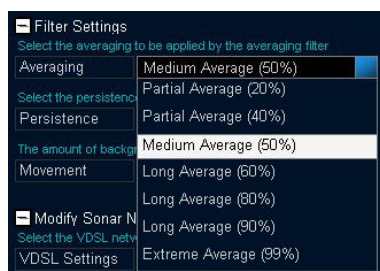 Filter Settings
Select the averaging to be applied by the averaging filter
Averaging
Medium Average (50%)
Partial Average (20%)
Select the persistenc
Partial Average (40%)
Persistence
The amount of backgr
Medium Average (50%)
Movement
Long Average (60%)
Long Average (80%)
Modify Sonar N
Long Average (90%)
Select the VDSL netw
VDSL Settings
Extreme Average (99%)